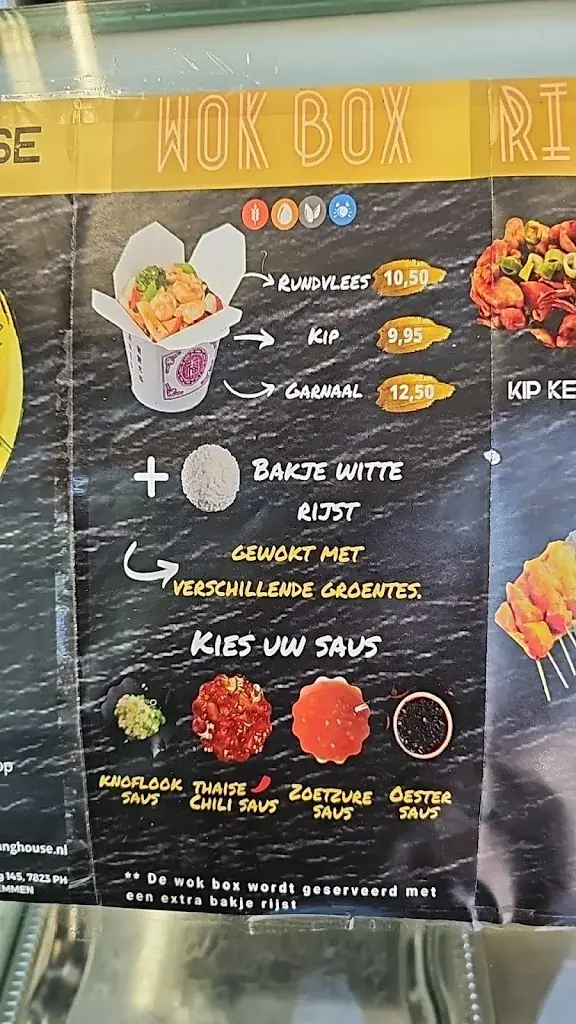 SE
WOK BOX
RI
RUNDVLEES 10,50
KIP 9,95
GARNAAL 12,50
KIP KE
+ BAKJE WITTE
RIJST
GEWOKT MET
VERSCHILLENDE GROENTES.
KIES UW SAUS
KNOFLOOK
SAUS
THAISE
CHILI SAUS
ZOETZURE
SAUS
OESTER
SAUS
op
nghouse.nl
g 145, 7823 PH
EMMEN
** De wok box wordt geserveerd met
een extra bakje rijst